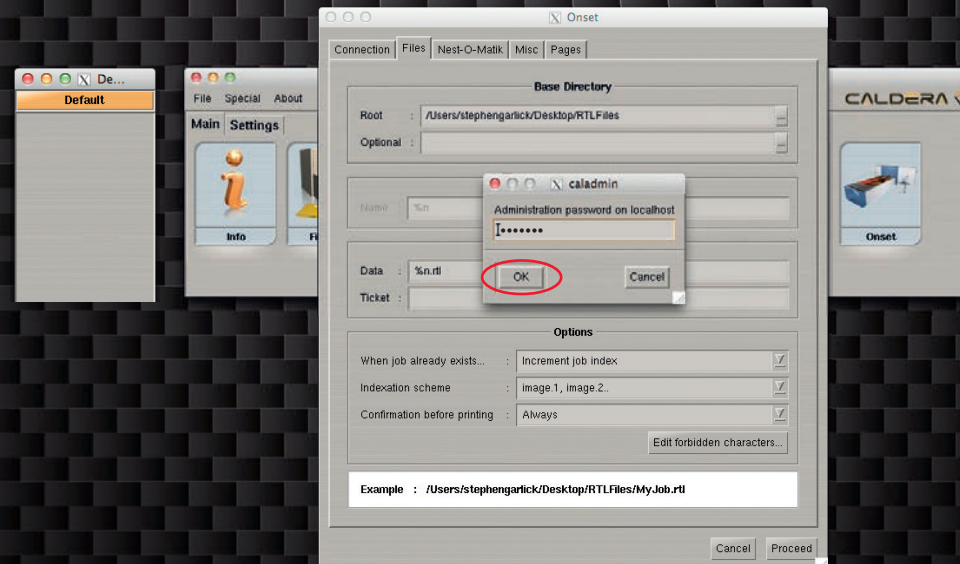 Onset
Connection Files Nest-O-Matik Misc Pages
De...
Default
File Special About
Main Settings
Info
Fi
Base Directory
Root : /Users/stephengarlick/Desktop/RTLFiles ...
Optional : ...
Name : %n
caladmin
Administration password on localhost
•••••••
OK Cancel
Data : %n.rtl
Ticket :
Options
When job already exists... : Increment job index
Indexation scheme : image.1, image.2..
Confirmation before printing : Always
Edit forbidden characters...
Example : /Users/stephengarlick/Desktop/RTLFiles/MyJob.rtl
Cancel Proceed
CALDERA
Onset